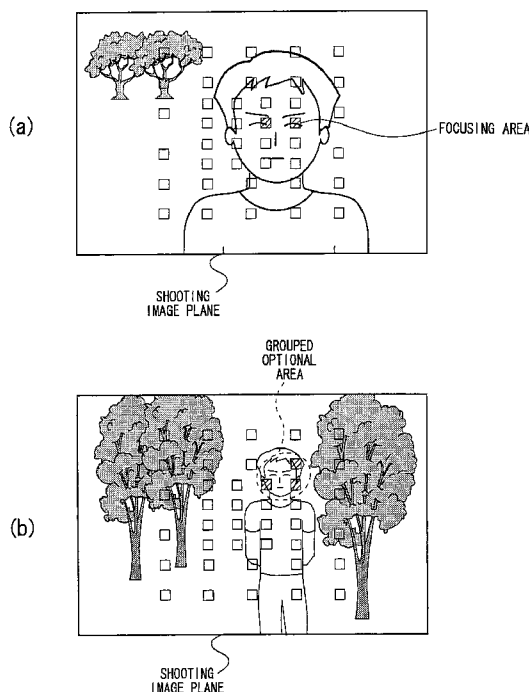 (a)
FOCUSING AREA
SHOOTING
IMAGE PLANE
GROUPED
OPTIONAL
AREA
(b)
SHOOTING
IMAGE PLANE